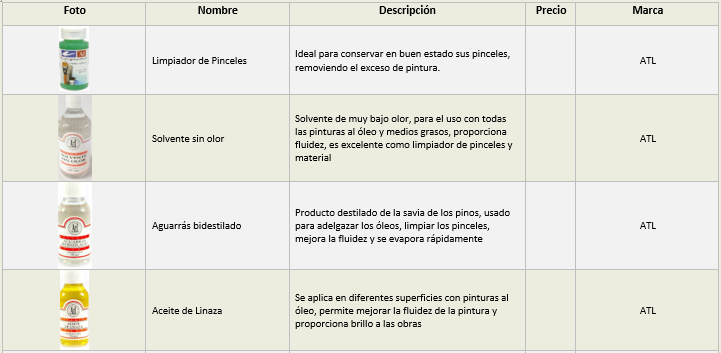 Foto Nombre Descripción Precio Marca
Limpiador de Pinceles
Ideal para conservar en buen estado sus pinceles,
removiendo el exceso de pintura.
ATL
Solvente sin olor
Solvente de muy bajo olor, para el uso con todas
las pinturas al óleo y medios grasos, proporciona
fluidez, es excelente como limpiador de pinceles y
material
ATL
Aguarrás bidestilado
Producto destilado de la savia de los pinos, usado
para adelgazar los óleos, limpiar los pinceles,
mejora la fluidez y se evapora rápidamente
ATL
Aceite de Linaza
Se aplica en diferentes superficies con pinturas al
óleo, permite mejorar la fluidez de la pintura y
proporciona brillo a las obras
ATL